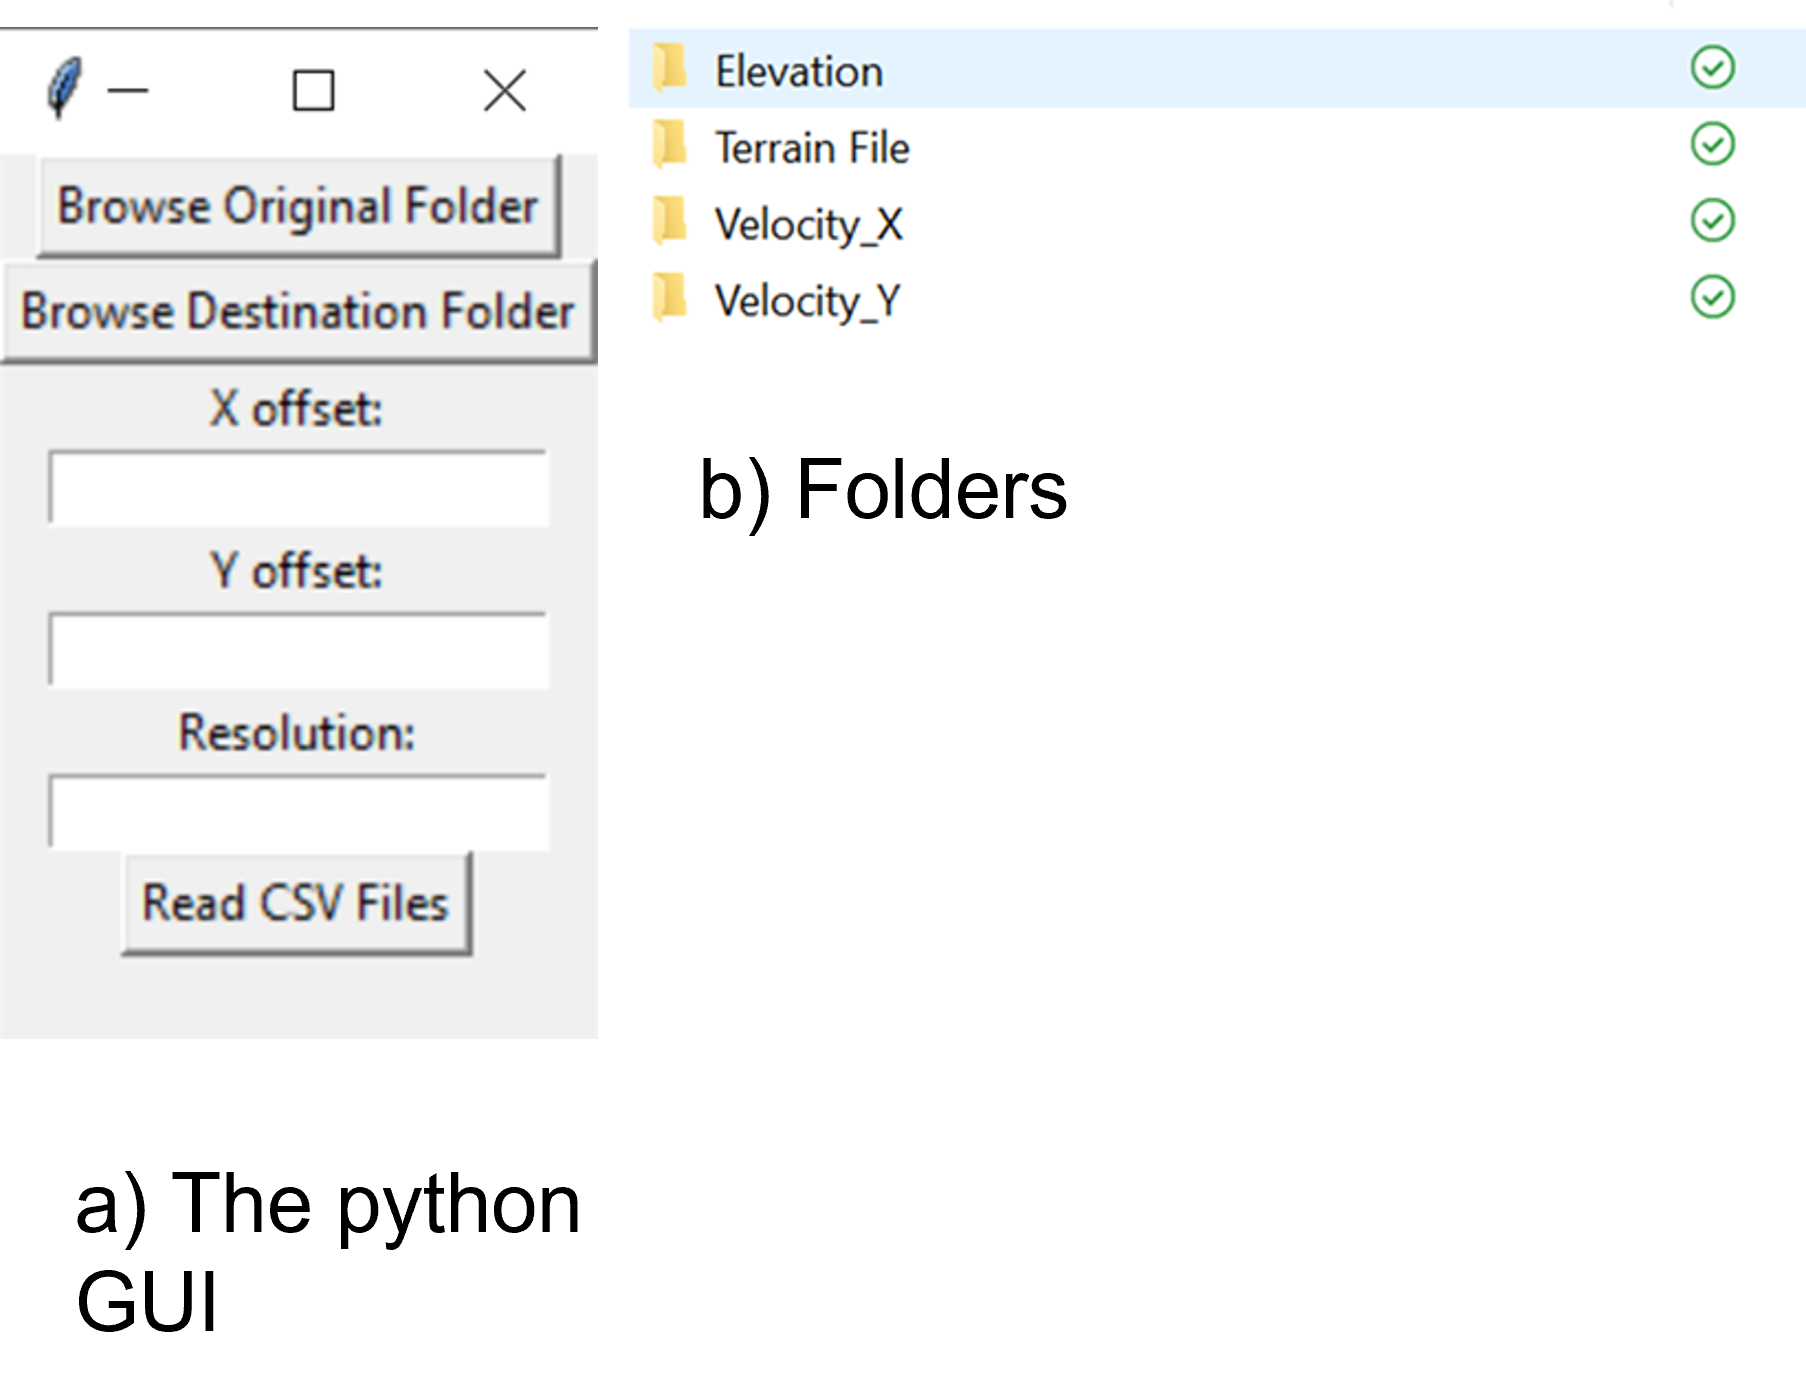 Browse Original Folder
Browse Destination Folder
X offset:
Y offset:
Resolution:
Read CSV Files
a) The python
GUI
Elevation
Terrain File
Velocity_X
Velocity_Y
b) Folders